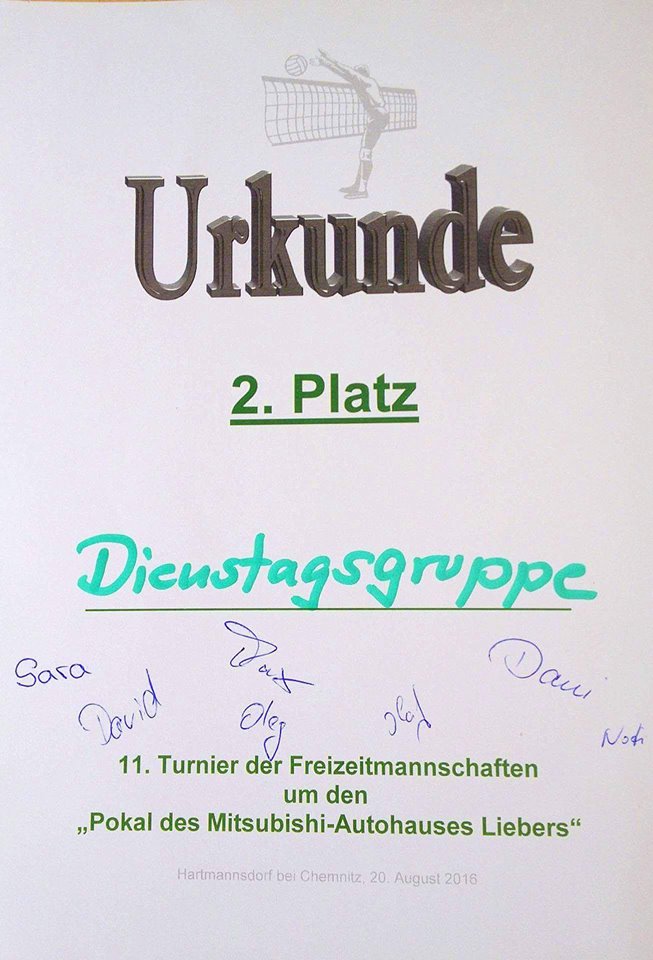 Urkunde
2. Platz
Dienstagsgruppe
Sara
Dani
David
Oleg
11. Turnier der Freizeitmannschaften
um den
„Pokal des Mitsubishi-Autohauses Liebers“
Hartmannsdorf bei Chemnitz, 20. August 2016